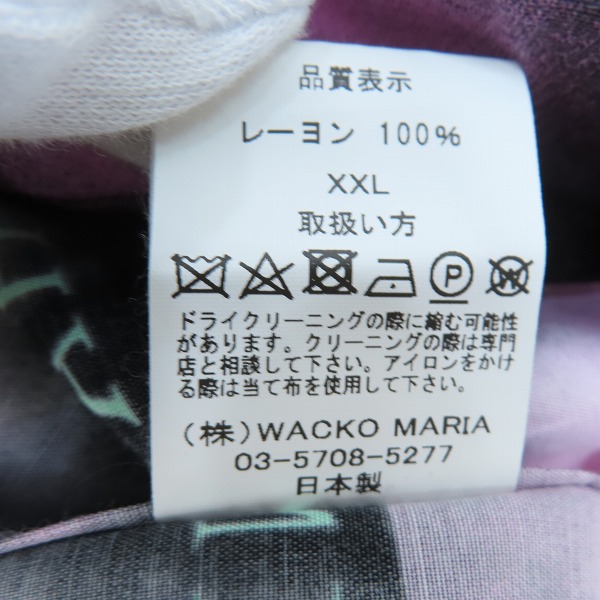 品質表示
レーヨン 100%
XXL
取扱い方
P W
ドライクリーニングの際に縮む可能性
があります。クリーニングの際は専門
店と相談して下さい。アイロンをかけ
る際は当て布を使用して下さい。
(株)WACKO MARIA
03-5708-5277
日本製